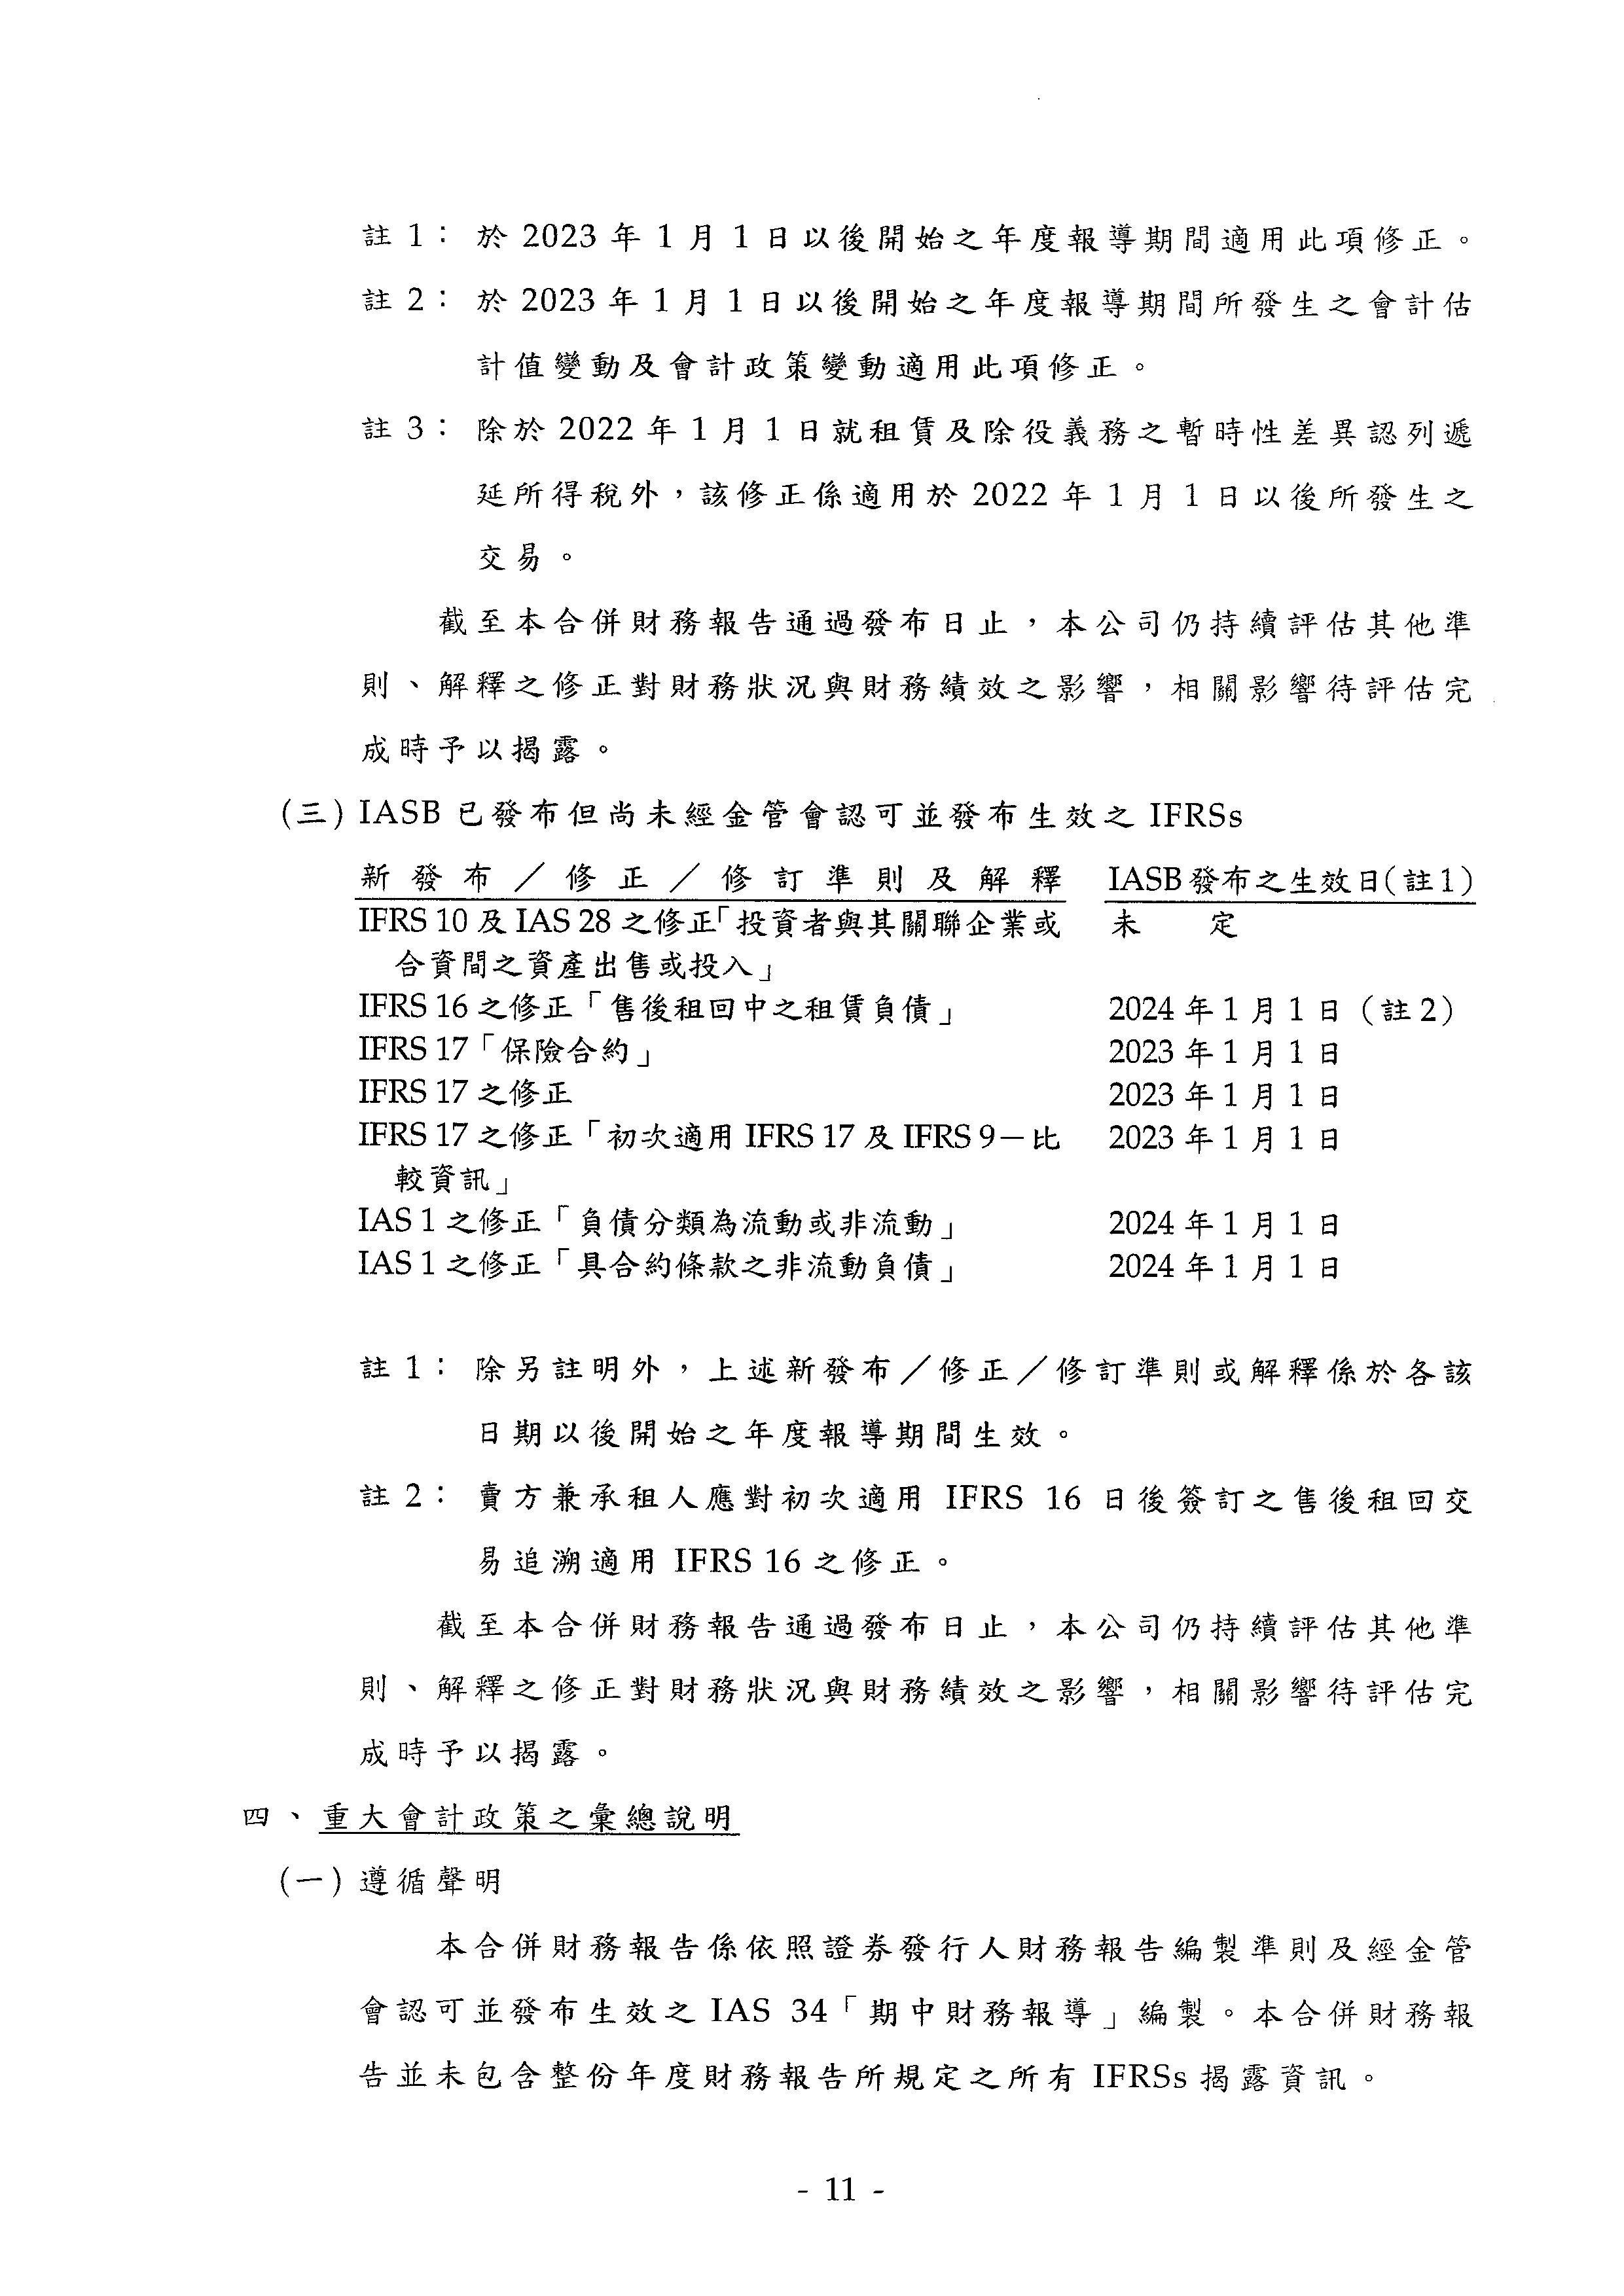 註 1： 於 2023 年 1 月 1 日以後開始之年度報導期間適用此項修正。
註 2： 於 2023 年 1 月 1 日以後開始之年度報導期間所發生之會計估
計值變動及會計政策變動適用此項修正。
註 3： 除於 2022 年 1 月 1 日就租賃及除役義務之暫時性差異認列遞
延所得稅外，該修正係適用於 2022 年 1 月 1 日以後所發生之
交易。
截至本合併財務報告通過發布日止，本公司仍持續評估其他準
則、解釋之修正對財務狀況與財務績效之影響，相關影響待評估完
成時予以揭露。
(三) IASB 已發布但尚未經金管會認可並發布生效之 IFRSs
新發布／修正／修訂準則及解釋 IASB 發布之生效日(註 1)
IFRS 10 及 IAS 28 之修正「投資者與其關聯企業或 未 定
合資間之資產出售或投入」
IFRS 16 之修正「售後租回中之租賃負債」 2024 年 1 月 1 日（註 2）
IFRS 17「保險合約」 2023 年 1 月 1 日
IFRS 17 之修正 2023 年 1 月 1 日
IFRS 17 之修正「初次適用 IFRS 17 及 IFRS 9－比 2023 年 1 月 1 日
較資訊」
IAS 1 之修正「負債分類為流動或非流動」 2024 年 1 月 1 日
IAS 1 之修正「具合約條款之非流動負債」 2024 年 1 月 1 日
註 1： 除另註明外，上述新發布／修正／修訂準則或解釋係於各該
日期以後開始之年度報導期間生效。
註 2： 賣方兼承租人應對初次適用 IFRS 16 日後簽訂之售後租回交
易追溯適用 IFRS 16 之修正。
截至本合併財務報告通過發布日止，本公司仍持續評估其他準
則、解釋之修正對財務狀況與財務績效之影響，相關影響待評估完
成時予以揭露。
四、重大會計政策之彙總說明
(一) 遵循聲明
本合併財務報告係依照證券發行人財務報告編製準則及經金管
會認可並發布生效之 IAS 34「期中財務報導」編製。本合併財務報
告並未包含整份年度財務報告所規定之所有 IFRSs 揭露資訊。
- 11 -